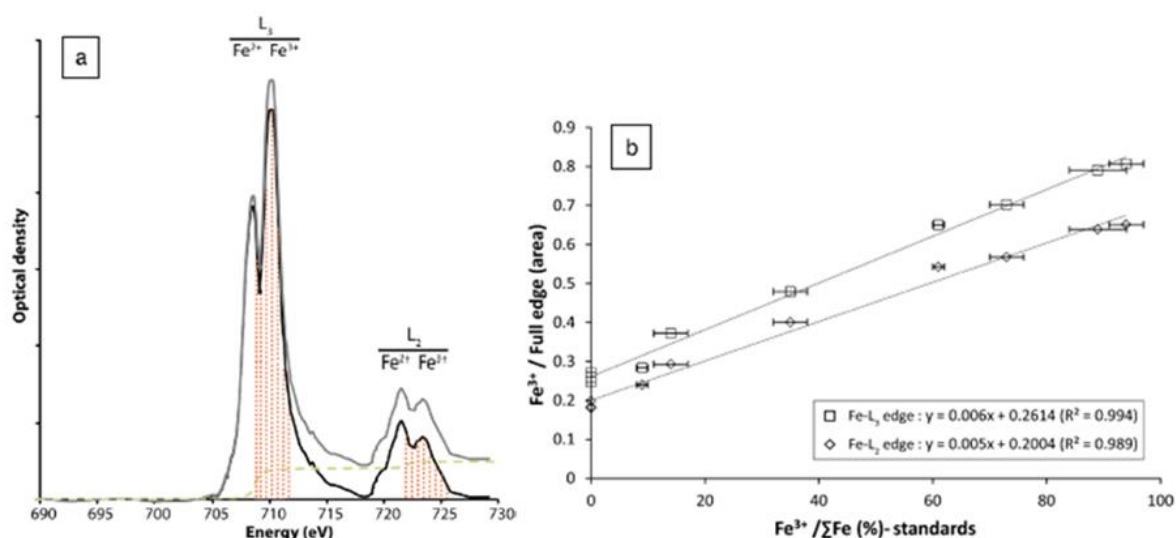 a
L₃
Fe²⁺ Fe³⁺
L₂
Fe²⁺ Fe³⁺
Optical density
690 695 700 705 710 715 720 725 730
Energy (eV)
b
Fe³⁺ / Full edge (area)
0.9
0.8
0.7
0.6
0.5
0.4
0.3
0.2
0.1
0
□ Fe-L₃ edge : y = 0.006x + 0.2614 (R² = 0.994)
◇ Fe-L₂ edge : y = 0.005x + 0.2004 (R² = 0.989)
0 20 40 60 80 100
Fe³⁺ /∑Fe (%)- standards